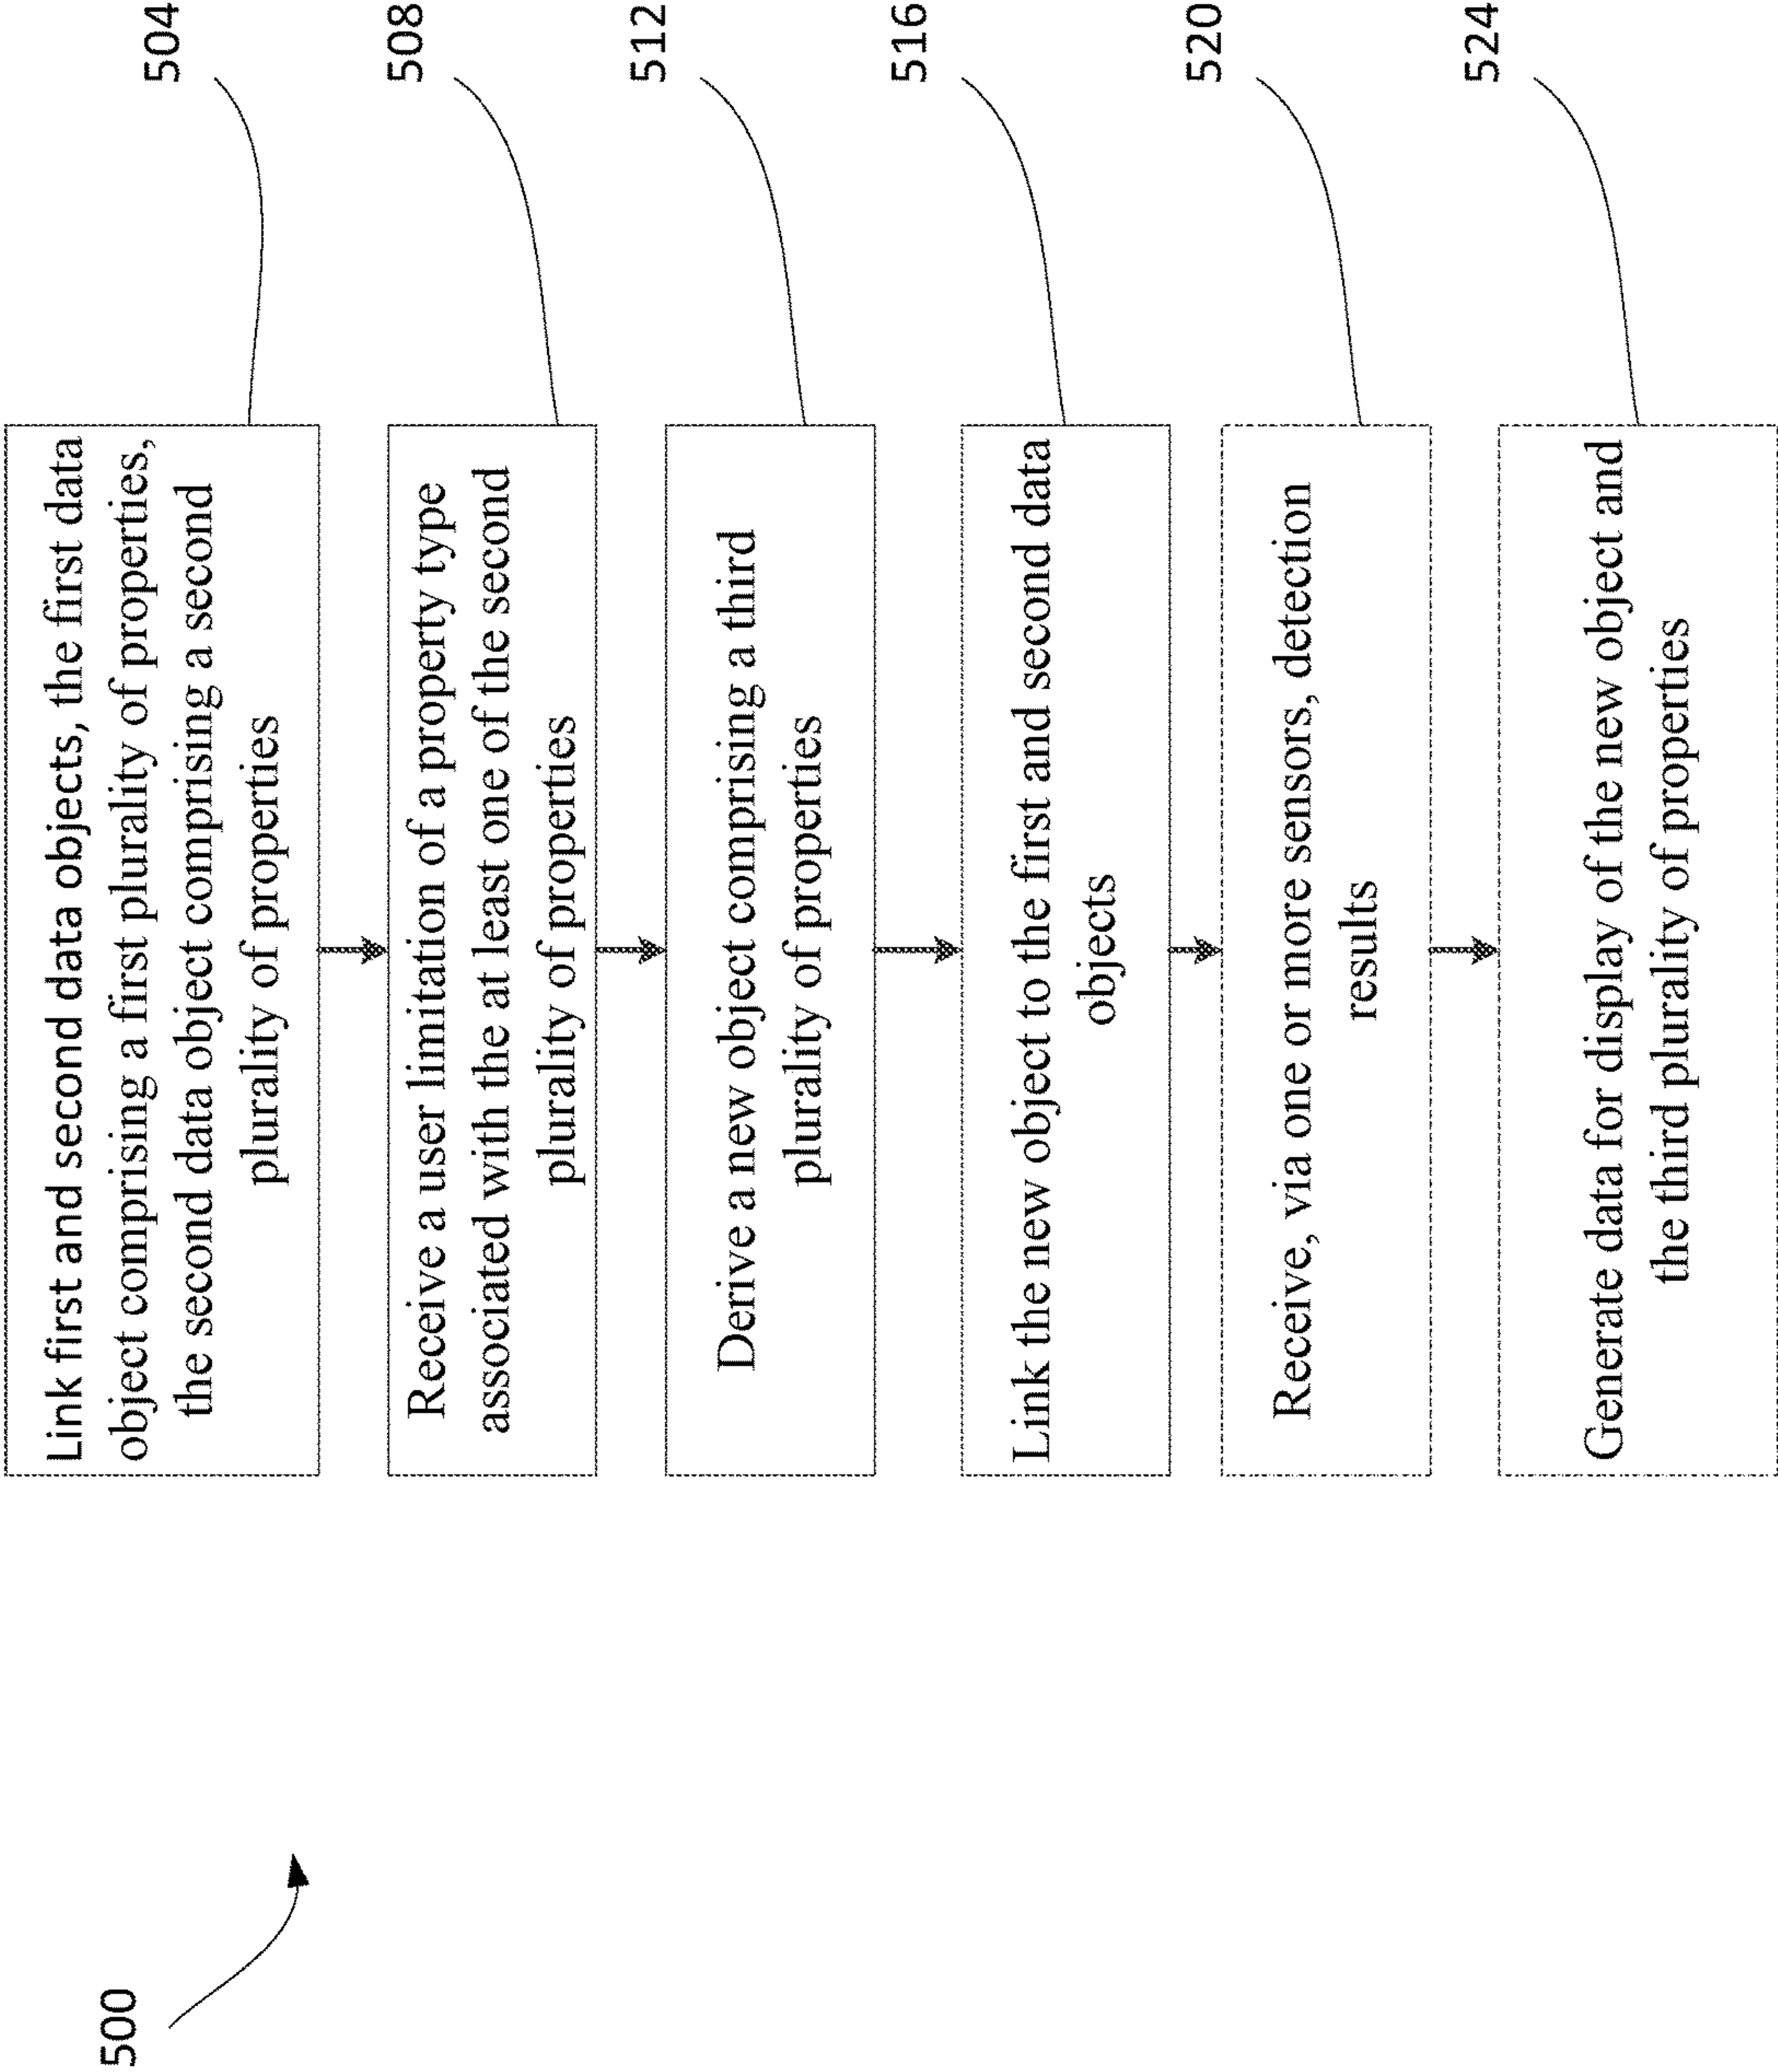 500
Link first and second data objects, the first data
object comprising a first plurality of properties,
the second data object comprising a second
plurality of properties
504
Receive a user limitation of a property type
associated with the at least one of the second
plurality of properties
508
Derive a new object comprising a third
plurality of properties
512
Link the new object to the first and second data
objects
516
Receive, via one or more sensors, detection
results
520
Generate data for display of the new object and
the third plurality of properties
524